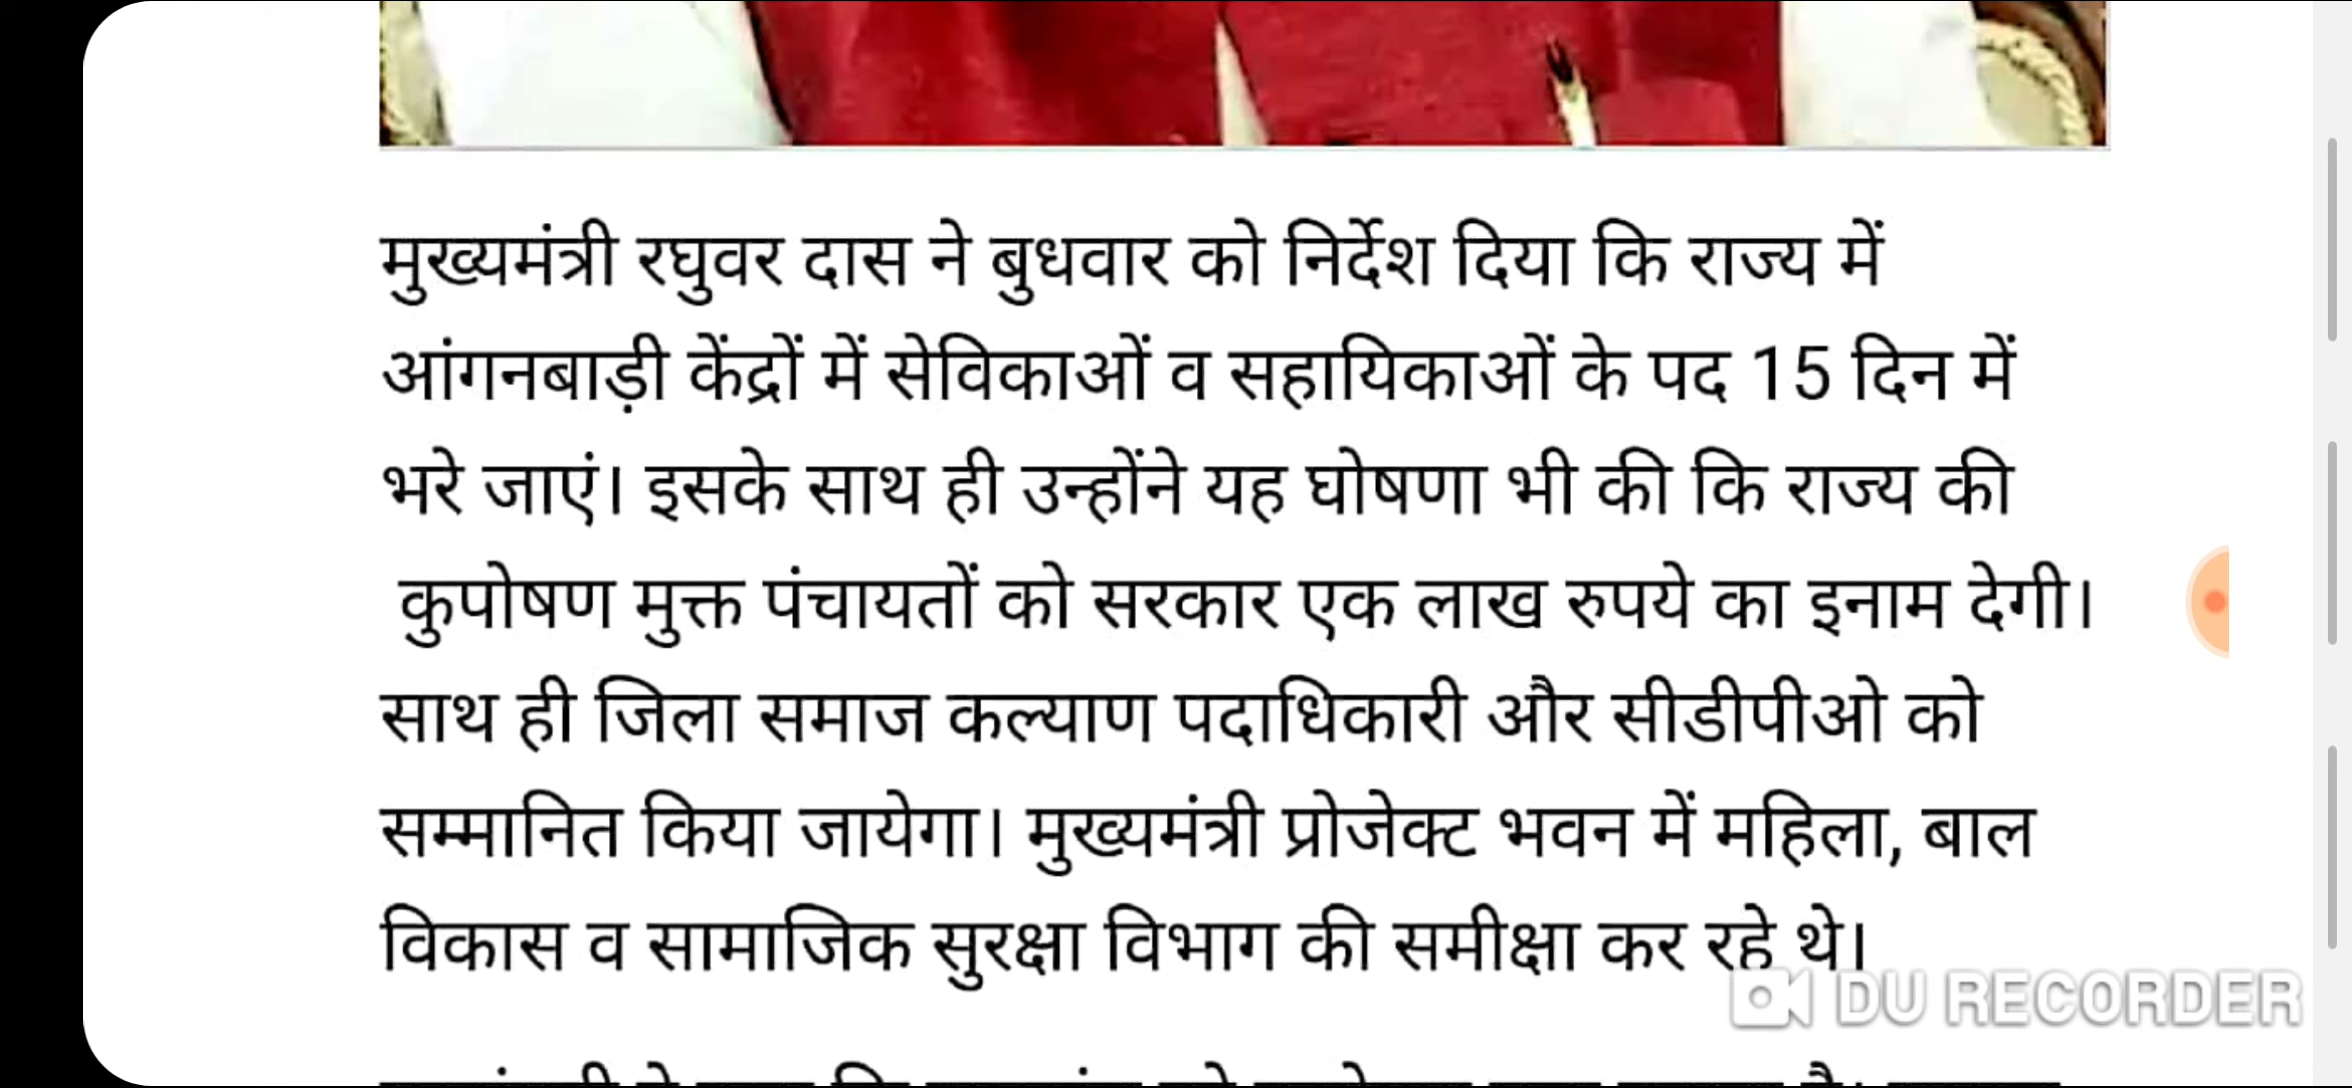 मुख्यमंत्री रघुवर दास ने बुधवार को निर्देश दिया कि राज्य में
आंगनबाड़ी केंद्रों में सेविकाओं व सहायिकाओं के पद 15 दिन में
भरे जाएं। इसके साथ ही उन्होंने यह घोषणा भी की कि राज्य की
कुपोषण मुक्त पंचायतों को सरकार एक लाख रुपये का इनाम देगी।
साथ ही जिला समाज कल्याण पदाधिकारी और सीडीपीओ को
सम्मानित किया जायेगा। मुख्यमंत्री प्रोजेक्ट भवन में महिला, बाल
विकास व सामाजिक सुरक्षा विभाग की समीक्षा कर रहे थे।
DU RECORDER